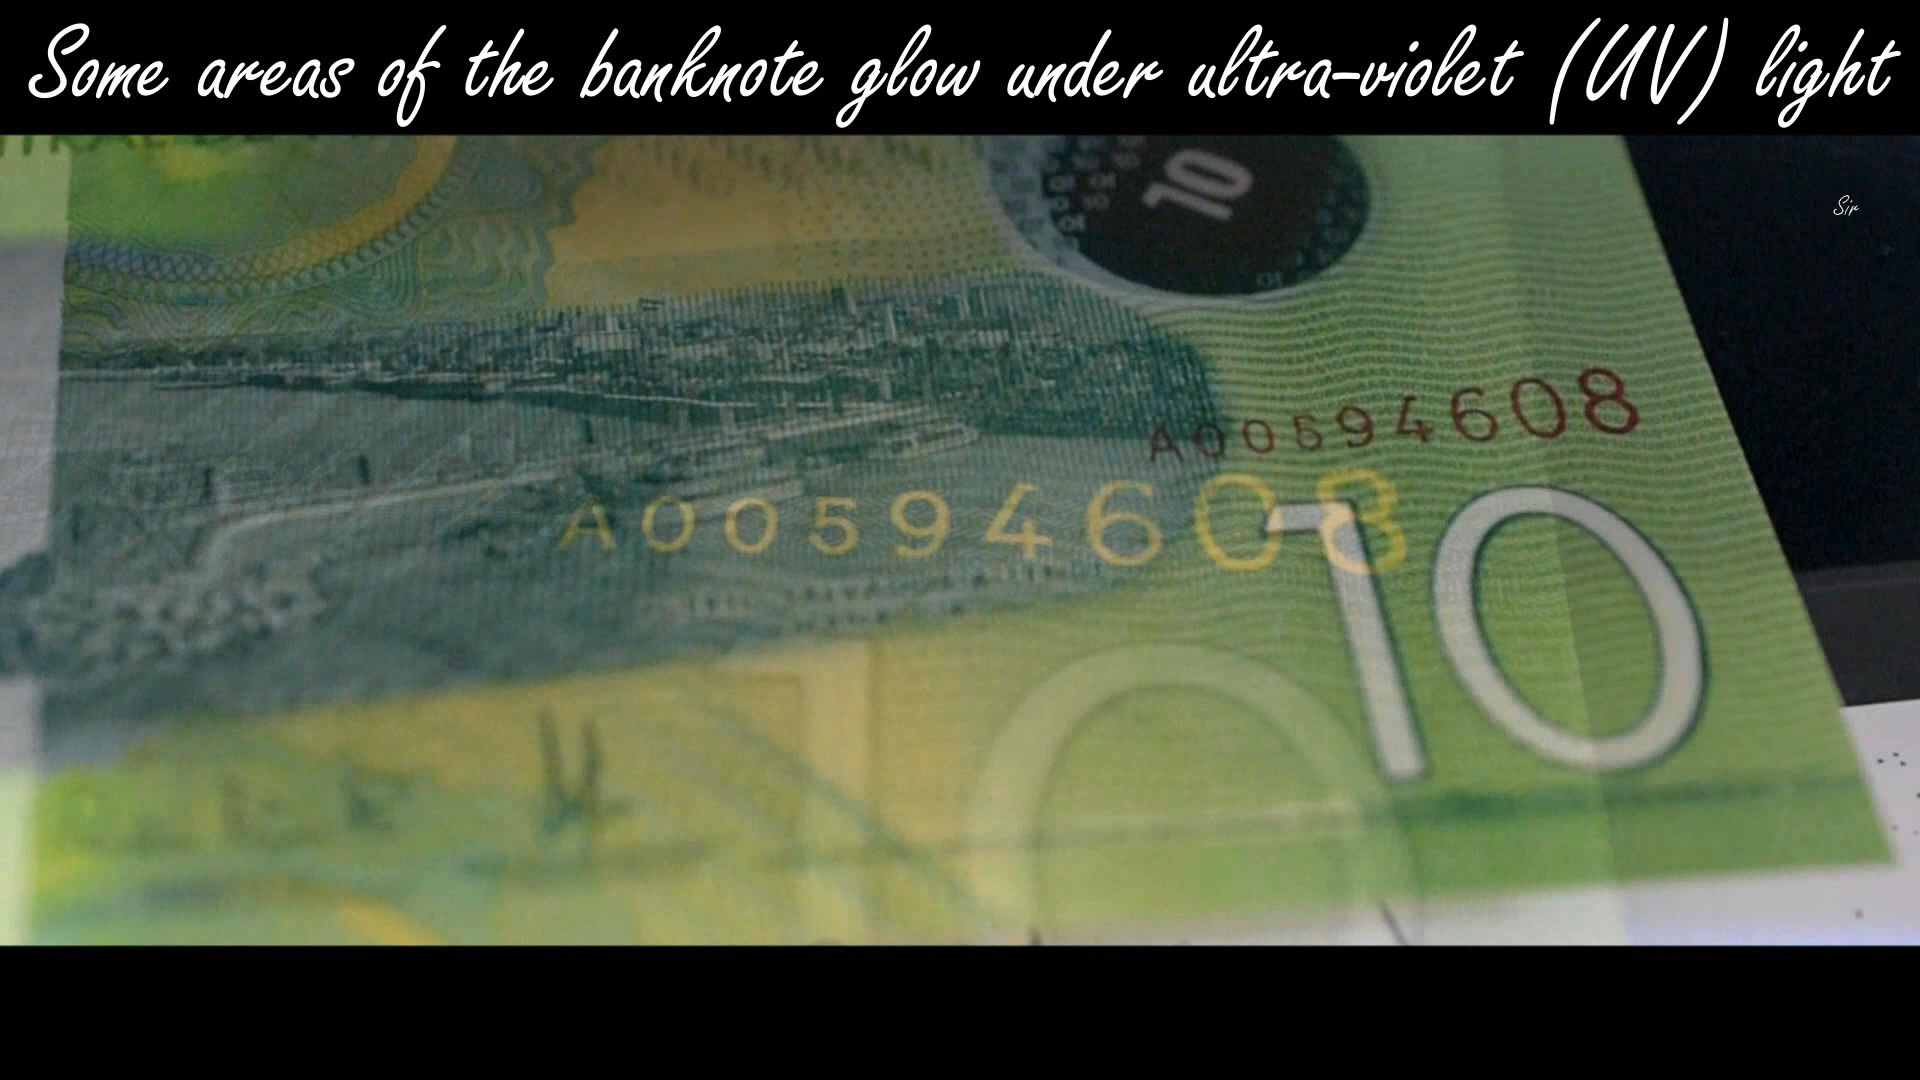 Some areas of the banknote glow under ultra-violet (UV) light
10
Sir
A00594608
A00594608
10